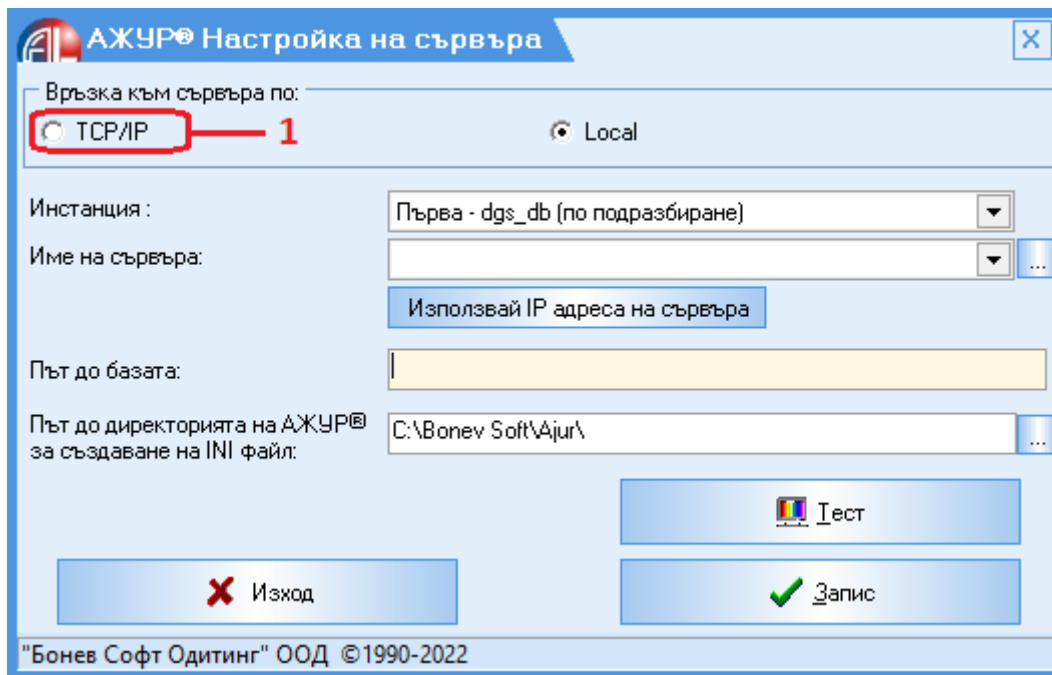 АЖУР® Настройка на сървъра
Връзка към сървъра по:
TCP/IP
1
Local
Инстанция :
Първа - dgs_db (по подразбиране)
Име на сървъра:
...
Използвай IP адреса на сървъра
Път до базата:
Път до директорията на АЖУР®
за създаване на INI файл:
C:\Bonev Soft\Ajur\
...
Тест
Изход
Запис
"Бонев Софт Одитинг" ООД ©1990-2022